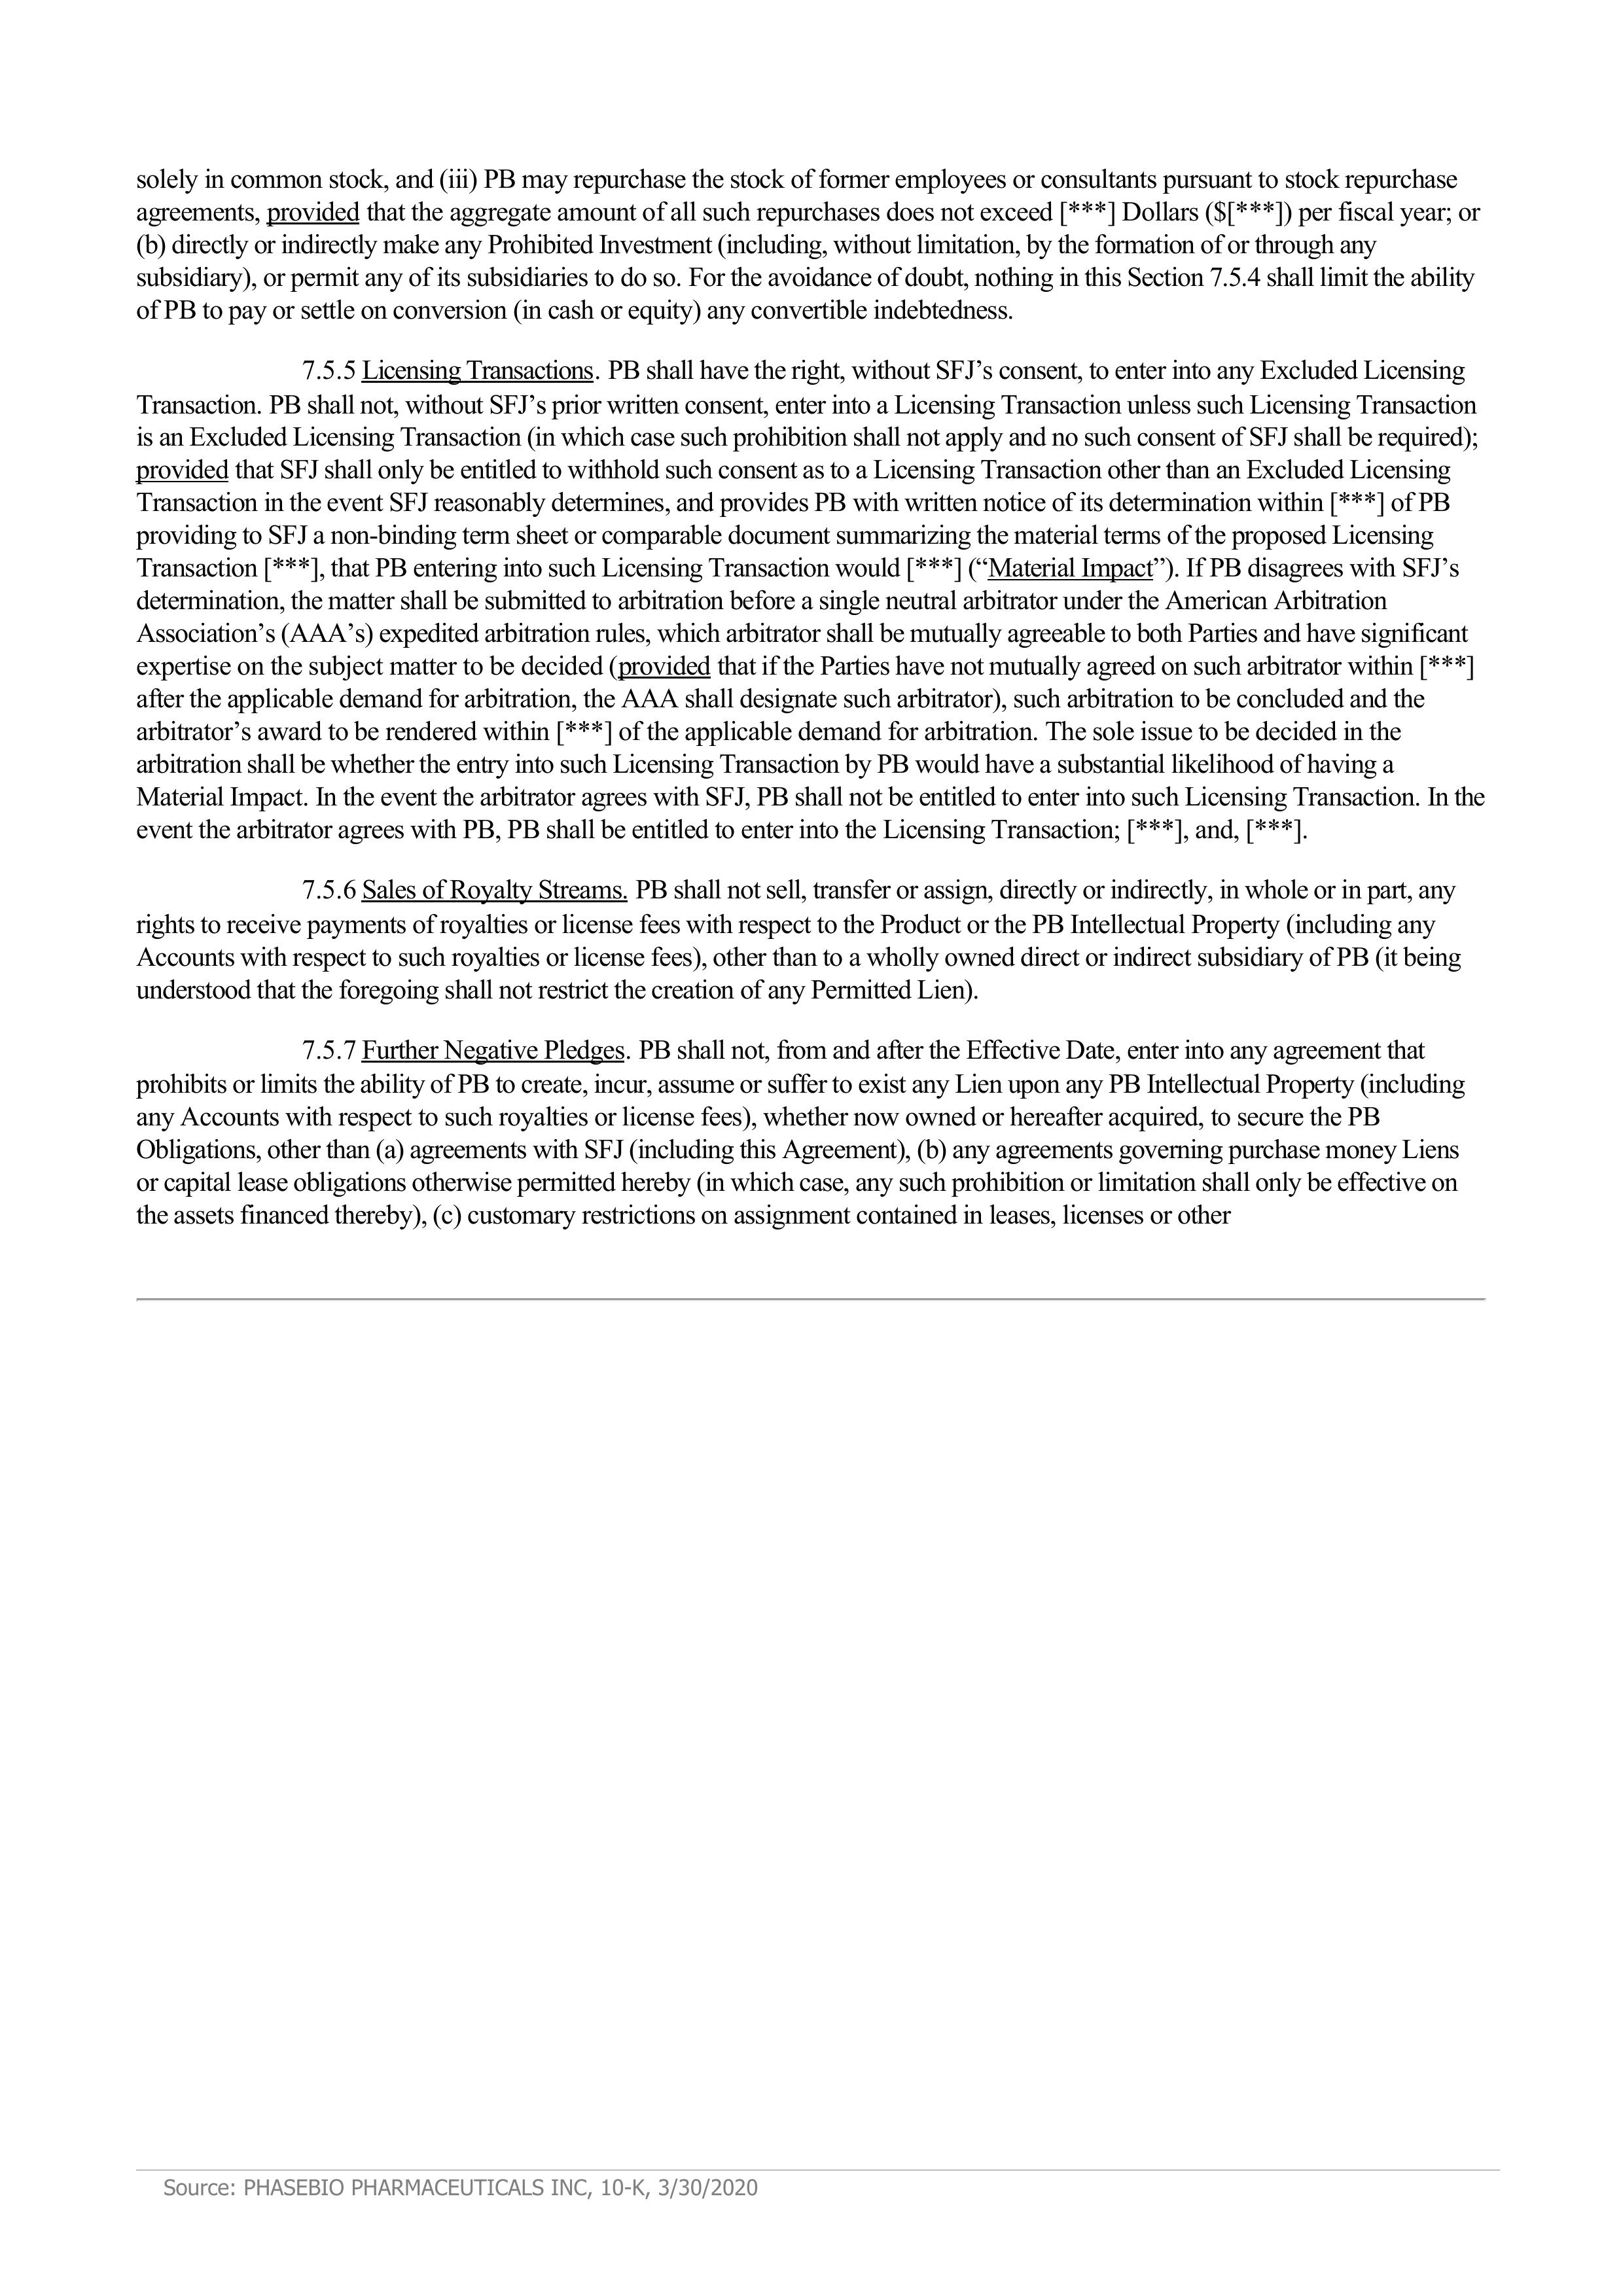 solely in common stock, and (iii) PB may repurchase the stock of former employees or consultants pursuant to stock repurchase
agreements, provided that the aggregate amount of all such repurchases does not exceed [***] Dollars ($[***]) per fiscal year; or
(b) directly or indirectly make any Prohibited Investment (including, without limitation, by the formation of or through any
subsidiary), or permit any of its subsidiaries to do so. For the avoidance of doubt, nothing in this Section 7.5.4 shall limit the ability
of PB to pay or settle on conversion (in cash or equity) any convertible indebtedness.
7.5.5 Licensing Transactions. PB shall have the right, without SFJ’s consent, to enter into any Excluded Licensing
Transaction. PB shall not, without SFJ’s prior written consent, enter into a Licensing Transaction unless such Licensing Transaction
is an Excluded Licensing Transaction (in which case such prohibition shall not apply and no such consent of SFJ shall be required);
provided that SFJ shall only be entitled to withhold such consent as to a Licensing Transaction other than an Excluded Licensing
Transaction in the event SFJ reasonably determines, and provides PB with written notice of its determination within [***] of PB
providing to SFJ a non-binding term sheet or comparable document summarizing the material terms of the proposed Licensing
Transaction [***], that PB entering into such Licensing Transaction would [***] (“Material Impact”). If PB disagrees with SFJ’s
determination, the matter shall be submitted to arbitration before a single neutral arbitrator under the American Arbitration
Association’s (AAA’s) expedited arbitration rules, which arbitrator shall be mutually agreeable to both Parties and have significant
expertise on the subject matter to be decided (provided that if the Parties have not mutually agreed on such arbitrator within [***]
after the applicable demand for arbitration, the AAA shall designate such arbitrator), such arbitration to be concluded and the
arbitrator’s award to be rendered within [***] of the applicable demand for arbitration. The sole issue to be decided in the
arbitration shall be whether the entry into such Licensing Transaction by PB would have a substantial likelihood of having a
Material Impact. In the event the arbitrator agrees with SFJ, PB shall not be entitled to enter into such Licensing Transaction. In the
event the arbitrator agrees with PB, PB shall be entitled to enter into the Licensing Transaction; [***], and, [***].
7.5.6 Sales of Royalty Streams. PB shall not sell, transfer or assign, directly or indirectly, in whole or in part, any
rights to receive payments of royalties or license fees with respect to the Product or the PB Intellectual Property (including any
Accounts with respect to such royalties or license fees), other than to a wholly owned direct or indirect subsidiary of PB (it being
understood that the foregoing shall not restrict the creation of any Permitted Lien).
7.5.7 Further Negative Pledges. PB shall not, from and after the Effective Date, enter into any agreement that
prohibits or limits the ability of PB to create, incur, assume or suffer to exist any Lien upon any PB Intellectual Property (including
any Accounts with respect to such royalties or license fees), whether now owned or hereafter acquired, to secure the PB
Obligations, other than (a) agreements with SFJ (including this Agreement), (b) any agreements governing purchase money Liens
or capital lease obligations otherwise permitted hereby (in which case, any such prohibition or limitation shall only be effective on
the assets financed thereby), (c) customary restrictions on assignment contained in leases, licenses or other
Source: PHASEBIO PHARMACEUTICALS INC, 10-K, 3/30/2020